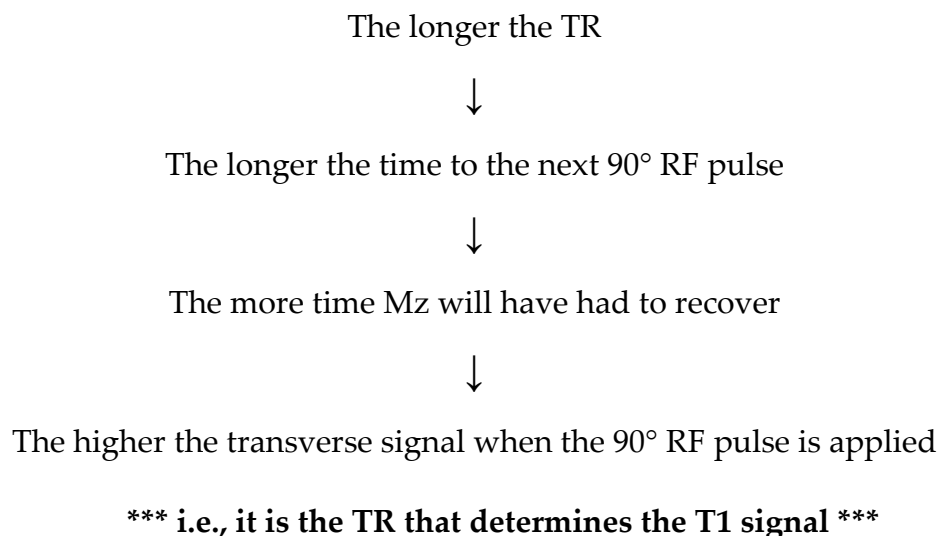 The longer the TR
↓
The longer the time to the next 90° RF pulse
↓
The more time Mz will have had to recover
↓
The higher the transverse signal when the 90° RF pulse is applied
*** i.e., it is the TR that determines the T1 signal ***